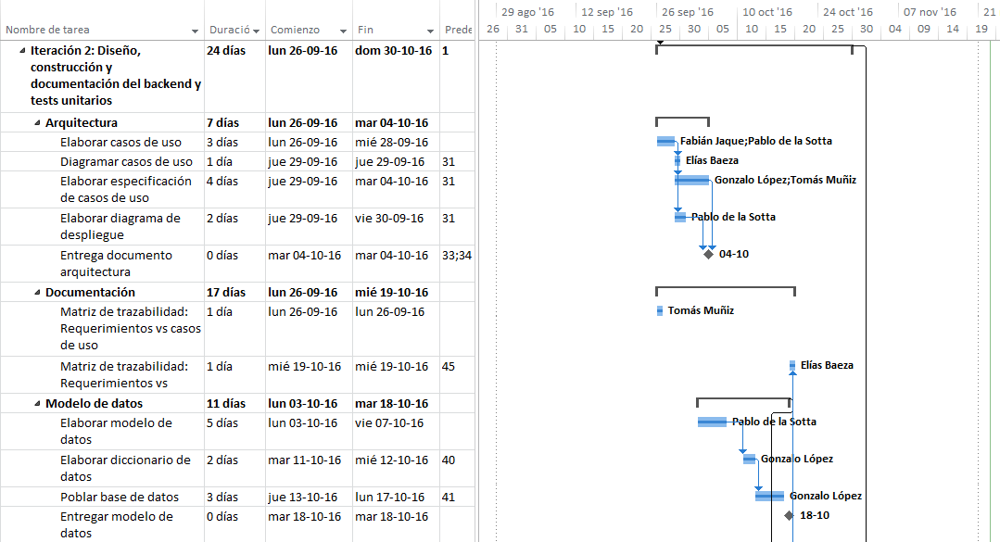 Nombre de tarea Duració Comienzo Fin Prede
29 ago '16 12 sep '16 26 sep '16 10 oct '16 24 oct '16 07 nov '16 21
26 31 05 10 15 20 25 30 05 10 15 20 25 30 04 09 14 19
Iteración 2: Diseño, 24 días lun 26-09-16 dom 30-10-16 1
construcción y
documentación del backend y
tests unitarios
Arquitectura 7 días lun 26-09-16 mar 04-10-16
Elaborar casos de uso 3 días lun 26-09-16 mié 28-09-16 Fabián Jaque;Pablo de la Sotta
Diagramar casos de uso 1 día jue 29-09-16 jue 29-09-16 31 Elías Baeza
Elaborar especificación 4 días jue 29-09-16 mar 04-10-16 31 Gonzalo López;Tomás Muñiz
de casos de uso
Elaborar diagrama de 2 días jue 29-09-16 vie 30-09-16 31 Pablo de la Sotta
despliegue
Entrega documento 0 días mar 04-10-16 mar 04-10-16 33;34 04-10
arquitectura
Documentación 17 días lun 26-09-16 mié 19-10-16
Matriz de trazabilidad: 1 día lun 26-09-16 lun 26-09-16 Tomás Muñiz
Requerimientos vs casos
de uso
Matriz de trazabilidad: 1 día mié 19-10-16 mié 19-10-16 45 Elías Baeza
Requerimientos vs
Modelo de datos 11 días lun 03-10-16 mar 18-10-16
Elaborar modelo de 5 días lun 03-10-16 vie 07-10-16 Pablo de la Sotta
datos
Elaborar diccionario de 2 días mar 11-10-16 mié 12-10-16 40 Gonzalo López
datos
Poblar base de datos 3 días jue 13-10-16 lun 17-10-16 41 Gonzalo López
Entregar modelo de 0 días mar 18-10-16 mar 18-10-16 18-10
datos